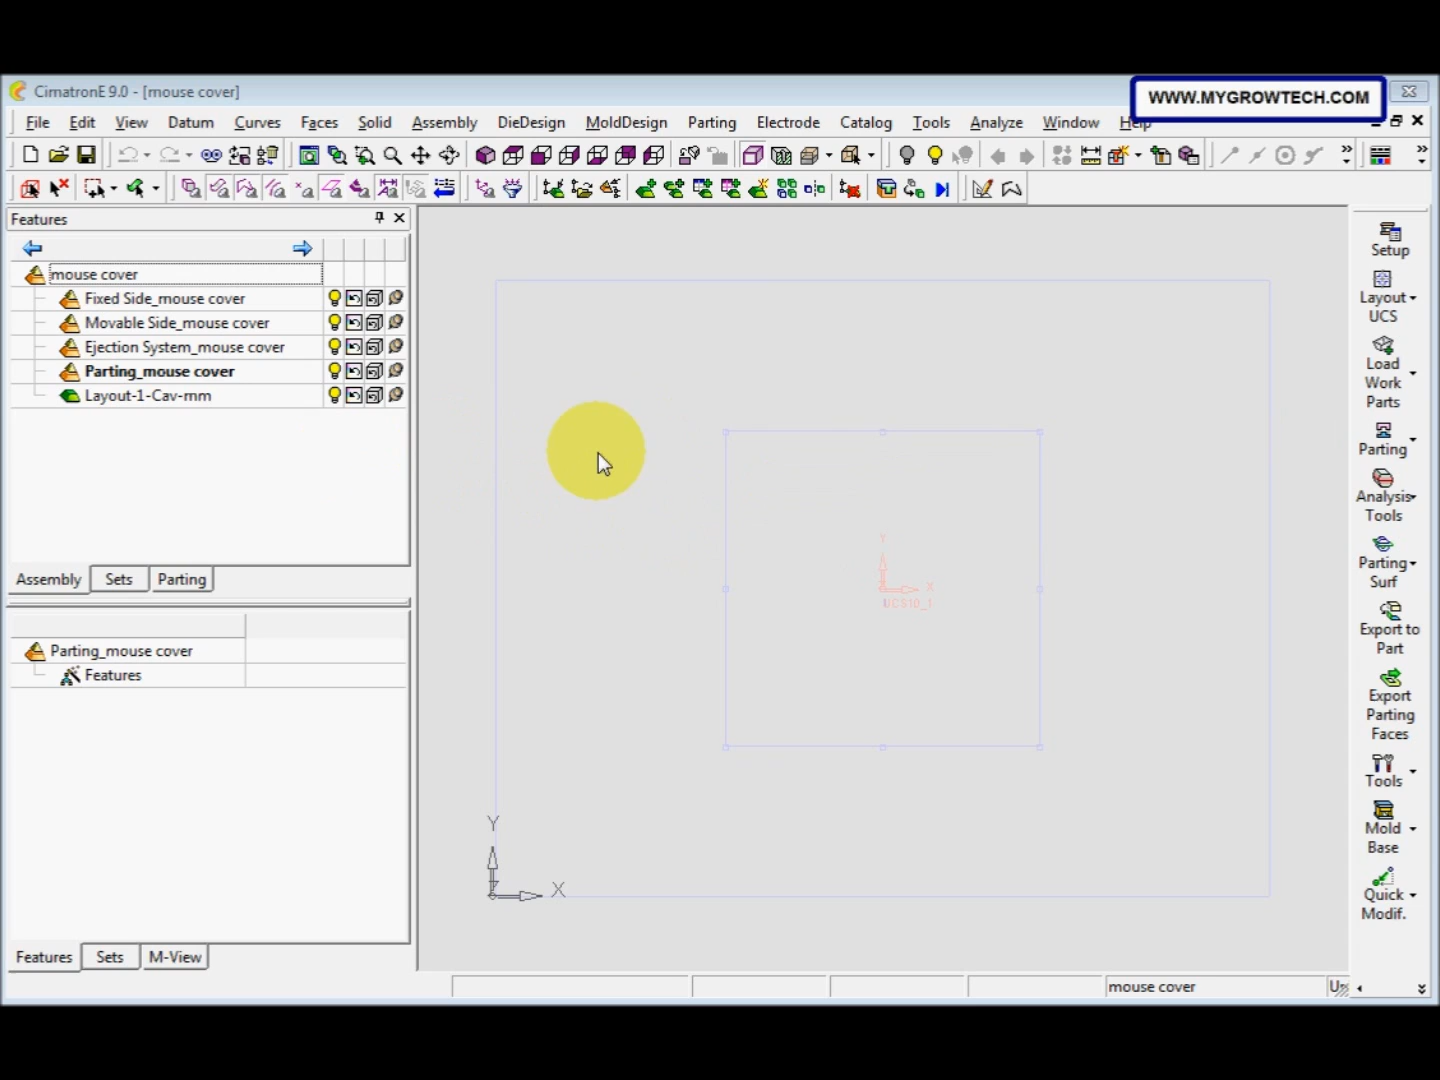 CimatronE 9.0 - [mouse cover]
WWW.MYGROWTECH.COM
File Edit View Datum Curves Faces Solid Assembly DieDesign MoldDesign Parting Electrode Catalog Tools Analyze Window Help
Features
mouse cover
Fixed Side_mouse cover
Movable Side_mouse cover
Ejection System_mouse cover
Parting_mouse cover
Layout-1-Cav-mm
Assembly Sets Parting
Parting_mouse cover
Features
Features Sets M-View
Y
X
UCS10_1
Y
X
Setup
Layout
UCS
Load
Work
Parts
Parting
Analysis
Tools
Parting
Surf
Export to
Part
Export
Parting
Faces
Tools
Mold
Base
Quick
Modif.
mouse cover